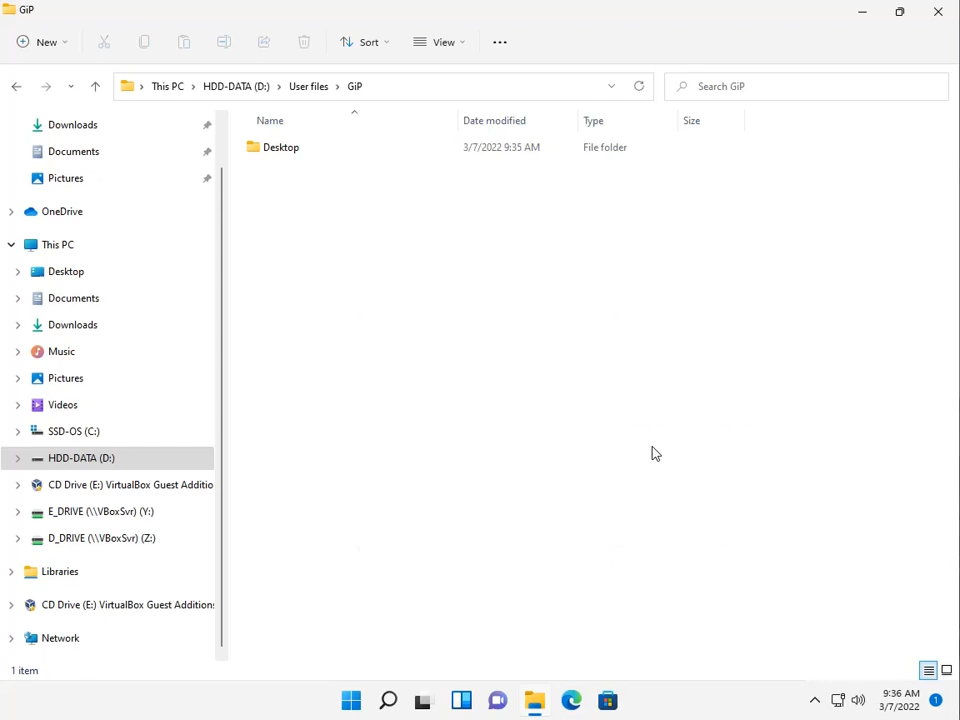 GiP
New
Sort
View
This PC > HDD-DATA (D:) > User files > GiP
Search GiP
Name Date modified Type Size
Desktop 3/7/2022 9:35 AM File folder
Downloads
Documents
Pictures
OneDrive
This PC
Desktop
Documents
Downloads
Music
Pictures
Videos
SSD-OS (C:)
HDD-DATA (D:)
CD Drive (E:) VirtualBox Guest Additio
E_DRIVE (\\VBoxSvr) (Y:)
D_DRIVE (\\VBoxSvr) (Z:)
Libraries
CD Drive (E:) VirtualBox Guest Additions
Network
1 item
9:36 AM
3/7/2022
1